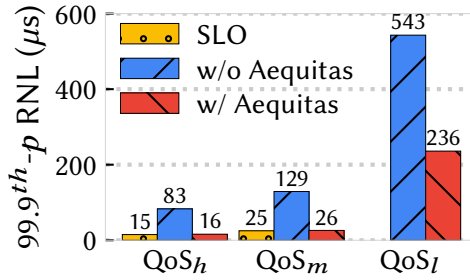 99.9th-p RNL (μs)
600
400
200
0
SLO
w/o Aequitas
w/ Aequitas
15
83
16
25
129
26
543
236
QoSh
QoSm
QoSl